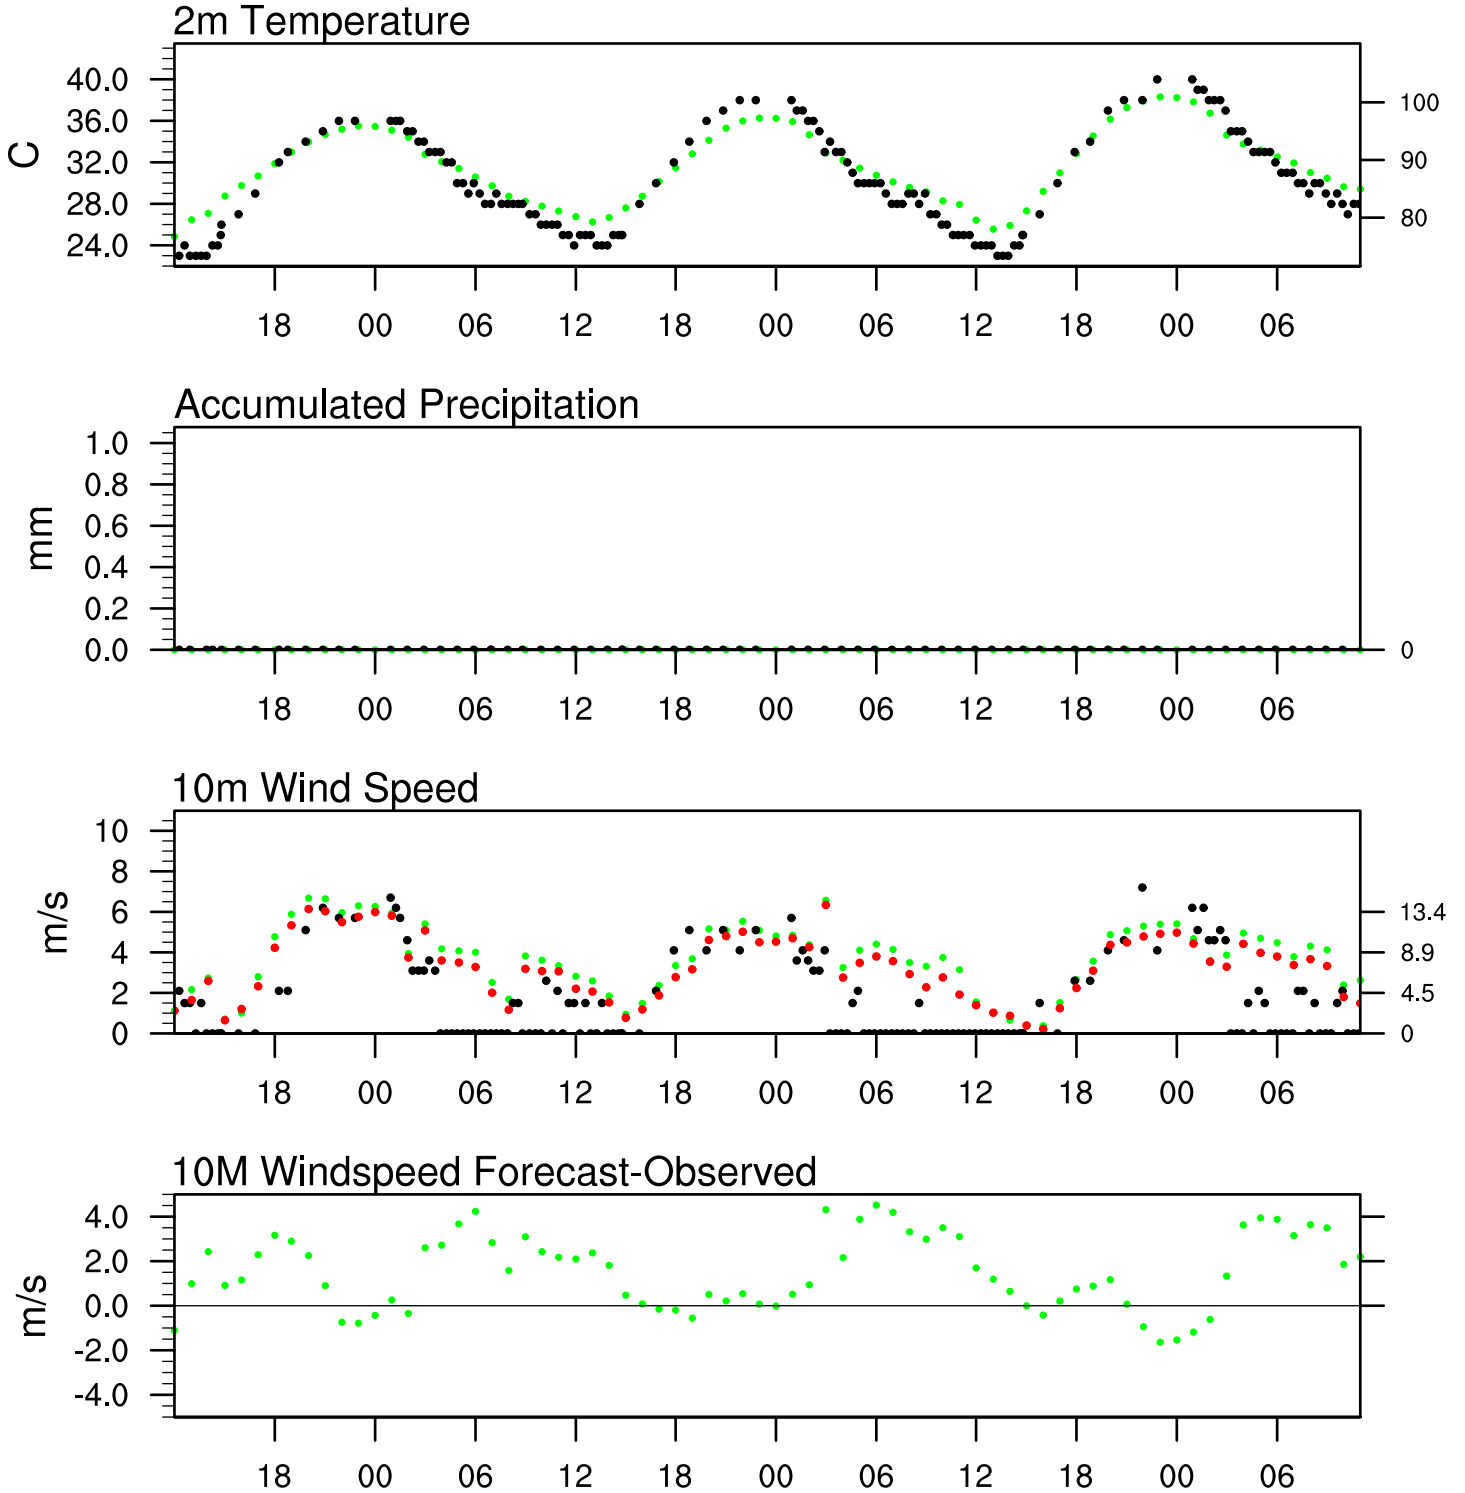 2m Temperature
40.0
36.0
32.0
28.0
24.0
C
100
90
80
18 00 06 12 18 00 06 12 18 00 06
Accumulated Precipitation
1.0
0.8
0.6
0.4
0.2
0.0
mm
0
18 00 06 12 18 00 06 12 18 00 06
10m Wind Speed
10
8
6
4
2
0
m/s
13.4
8.9
4.5
0
18 00 06 12 18 00 06 12 18 00 06
10M Windspeed Forecast-Observed
4.0
2.0
0.0
-2.0
-4.0
m/s
18 00 06 12 18 00 06 12 18 00 06